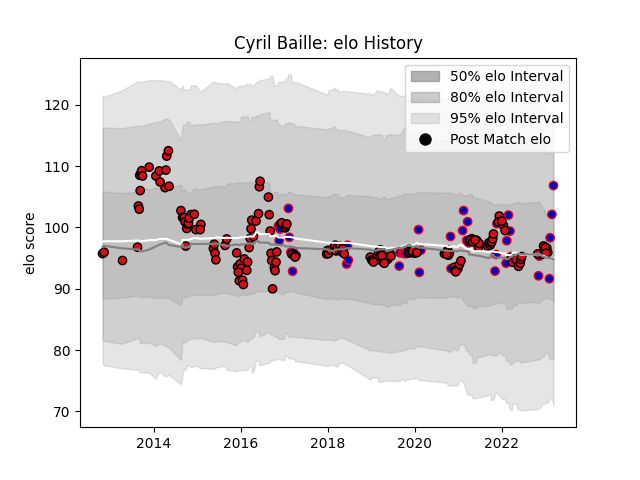 Cyril Baille: elo History
50% elo Interval
80% elo Interval
95% elo Interval
Post Match elo
elo score
120
110
100
90
80
70
2014
2016
2018
2020
2022